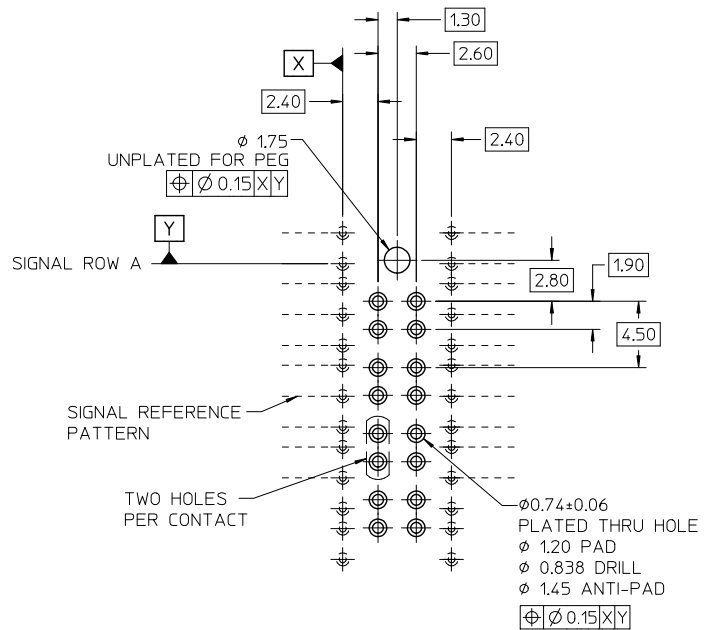 1.30
X
2.60
2.40
2.40
ϕ 1.75
UNPLATED FOR PEG
⌖ ∅ 0.15 X Y
Y
SIGNAL ROW A
1.90
2.80
4.50
SIGNAL REFERENCE
PATTERN
TWO HOLES
PER CONTACT
ϕ0.74±0.06
PLATED THRU HOLE
ϕ 1.20 PAD
ϕ 0.838 DRILL
ϕ 1.45 ANTI-PAD
⌖ ∅ 0.15 X Y